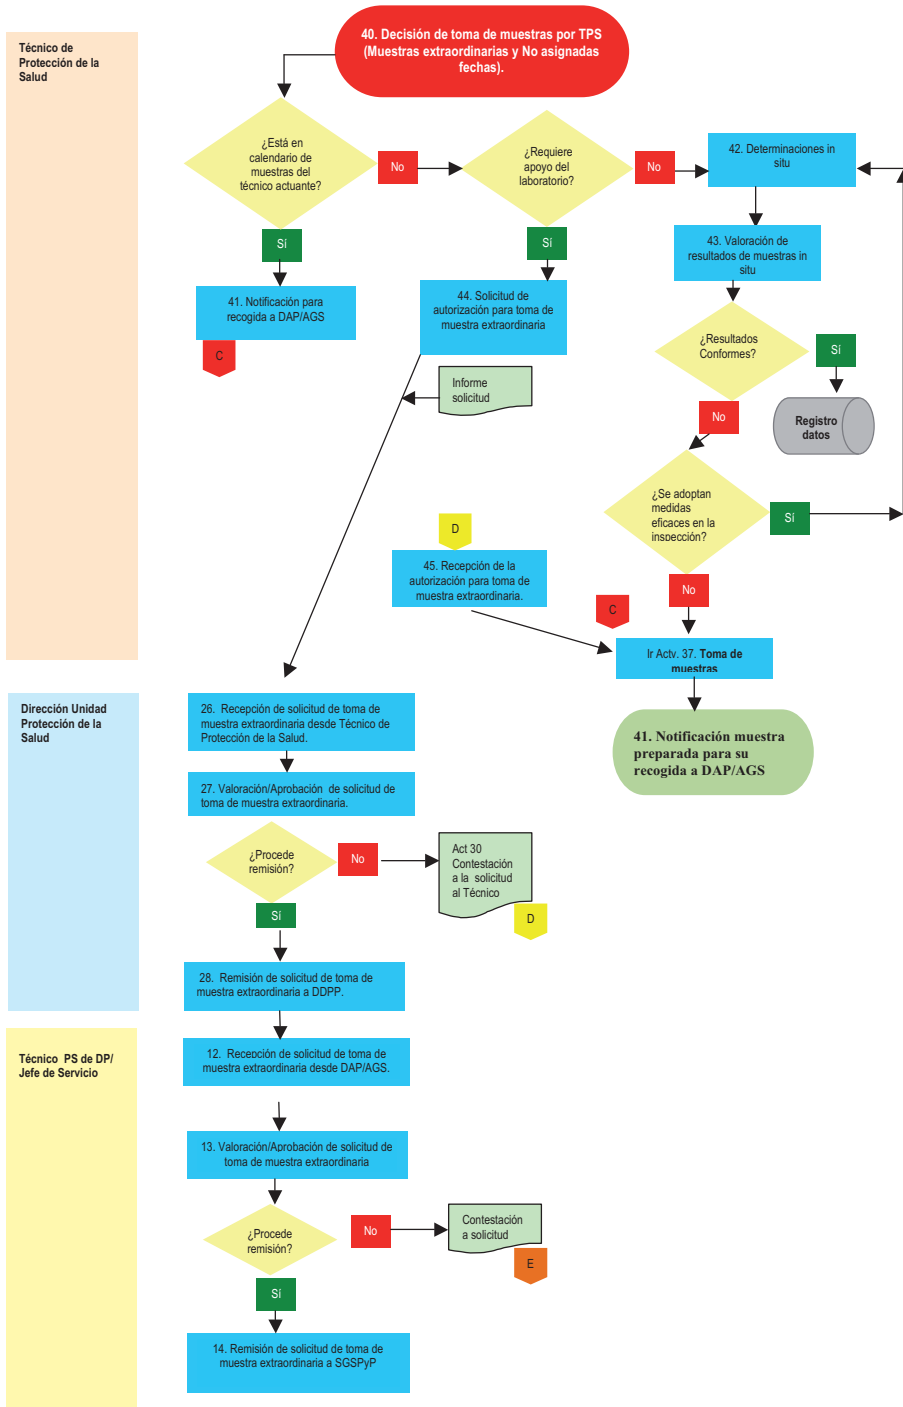 Técnico de
Protección de la
Salud
40. Decisión de toma de muestras por TPS
(Muestras extraordinarias y No asignadas
fechas).
¿Está en
calendario de
muestras del
técnico actuante?
No
¿Requiere
apoyo del
laboratorio?
No
42. Determinaciones in
situ
Sí
Sí
43. Valoración de
resultados de muestras in
situ
41. Notificación para
recogida a DAP/AGS
C
44. Solicitud de
autorización para toma de
muestra extraordinaria
¿Resultados
Conformes?
Sí
Informe
solicitud
No
Registro
datos
¿Se adoptan
medidas
eficaces en la
inspección?
Sí
D
45. Recepción de la
autorización para toma de
muestra extraordinaria.
No
C
Ir Actv. 37. Toma de
muestras
41. Notificación muestra
preparada para su
recogida a DAP/AGS
Dirección Unidad
Protección de la
Salud
26. Recepción de solicitud de toma de
muestra extraordinaria desde Técnico de
Protección de la Salud.
27. Valoración/Aprobación de solicitud de
toma de muestra extraordinaria.
¿Procede
remisión?
No
Act 30
Contestación
a la solicitud
al Técnico
D
Sí
28. Remisión de solicitud de toma de
muestra extraordinaria a DDPP.
Técnico PS de DP/
Jefe de Servicio
12. Recepción de solicitud de toma de
muestra extraordinaria desde DAP/AGS.
13. Valoración/Aprobación de solicitud de
toma de muestra extraordinaria
¿Procede
remisión?
No
Contestación
a solicitud
E
Sí
14. Remisión de solicitud de toma de
muestra extraordinaria a SGSPyP